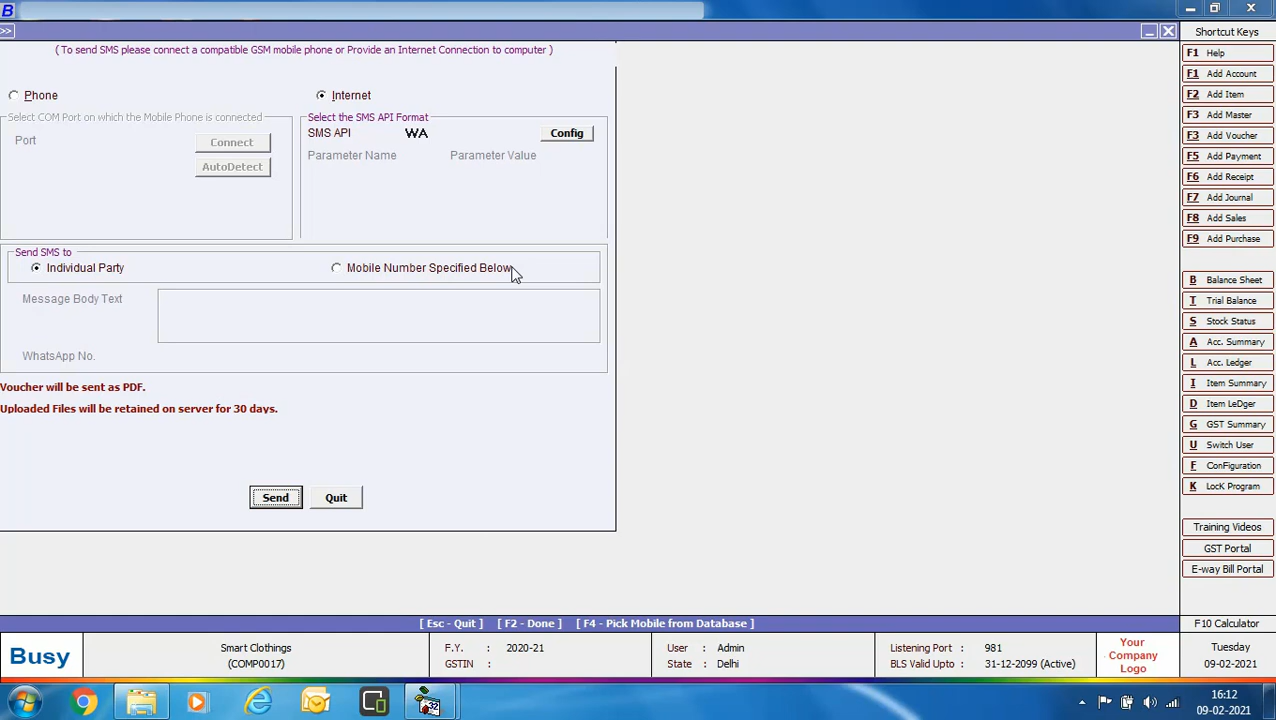 B
>>
( To send SMS please connect a compatible GSM mobile phone or Provide an Internet Connection to computer )
Phone
Internet
Select COM Port on which the Mobile Phone is connected
Port
Connect
AutoDetect
Select the SMS API Format
SMS API WA Config
Parameter Name Parameter Value
Send SMS to
Individual Party
Mobile Number Specified Below
Message Body Text
WhatsApp No.
Voucher will be sent as PDF.
Uploaded Files will be retained on server for 30 days.
Send Quit
Shortcut Keys
F1 Help
F1 Add Account
F2 Add Item
F3 Add Master
F3 Add Voucher
F5 Add Payment
F6 Add Receipt
F7 Add Journal
F8 Add Sales
F9 Add Purchase
B Balance Sheet
T Trial Balance
S Stock Status
A Acc. Summary
L Acc. Ledger
I Item Summary
D Item LeDger
G GST Summary
U Switch User
F ConFiguration
K LocK Program
Training Videos
GST Portal
E-way Bill Portal
[ Esc - Quit ] [ F2 - Done ] [ F4 - Pick Mobile from Database ]
F10 Calculator
Busy
Smart Clothings
(COMP0017)
F.Y. : 2020-21
GSTIN :
User : Admin
State : Delhi
Listening Port : 981
BLS Valid Upto : 31-12-2099 (Active)
Your
Company
Logo
Tuesday
09-02-2021
32
16:12
09-02-2021